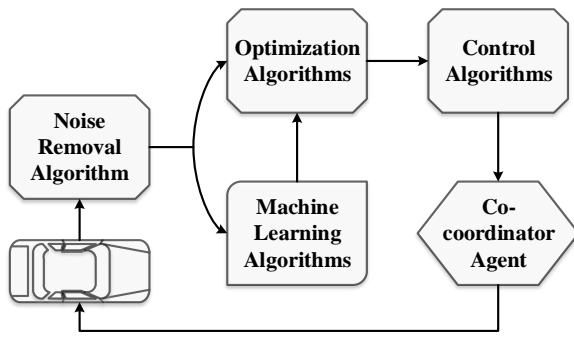 Optimization
Algorithms
Control
Algorithms
Noise
Removal
Algorithm
Machine
Learning
Algorithms
Co-
coordinator
Agent